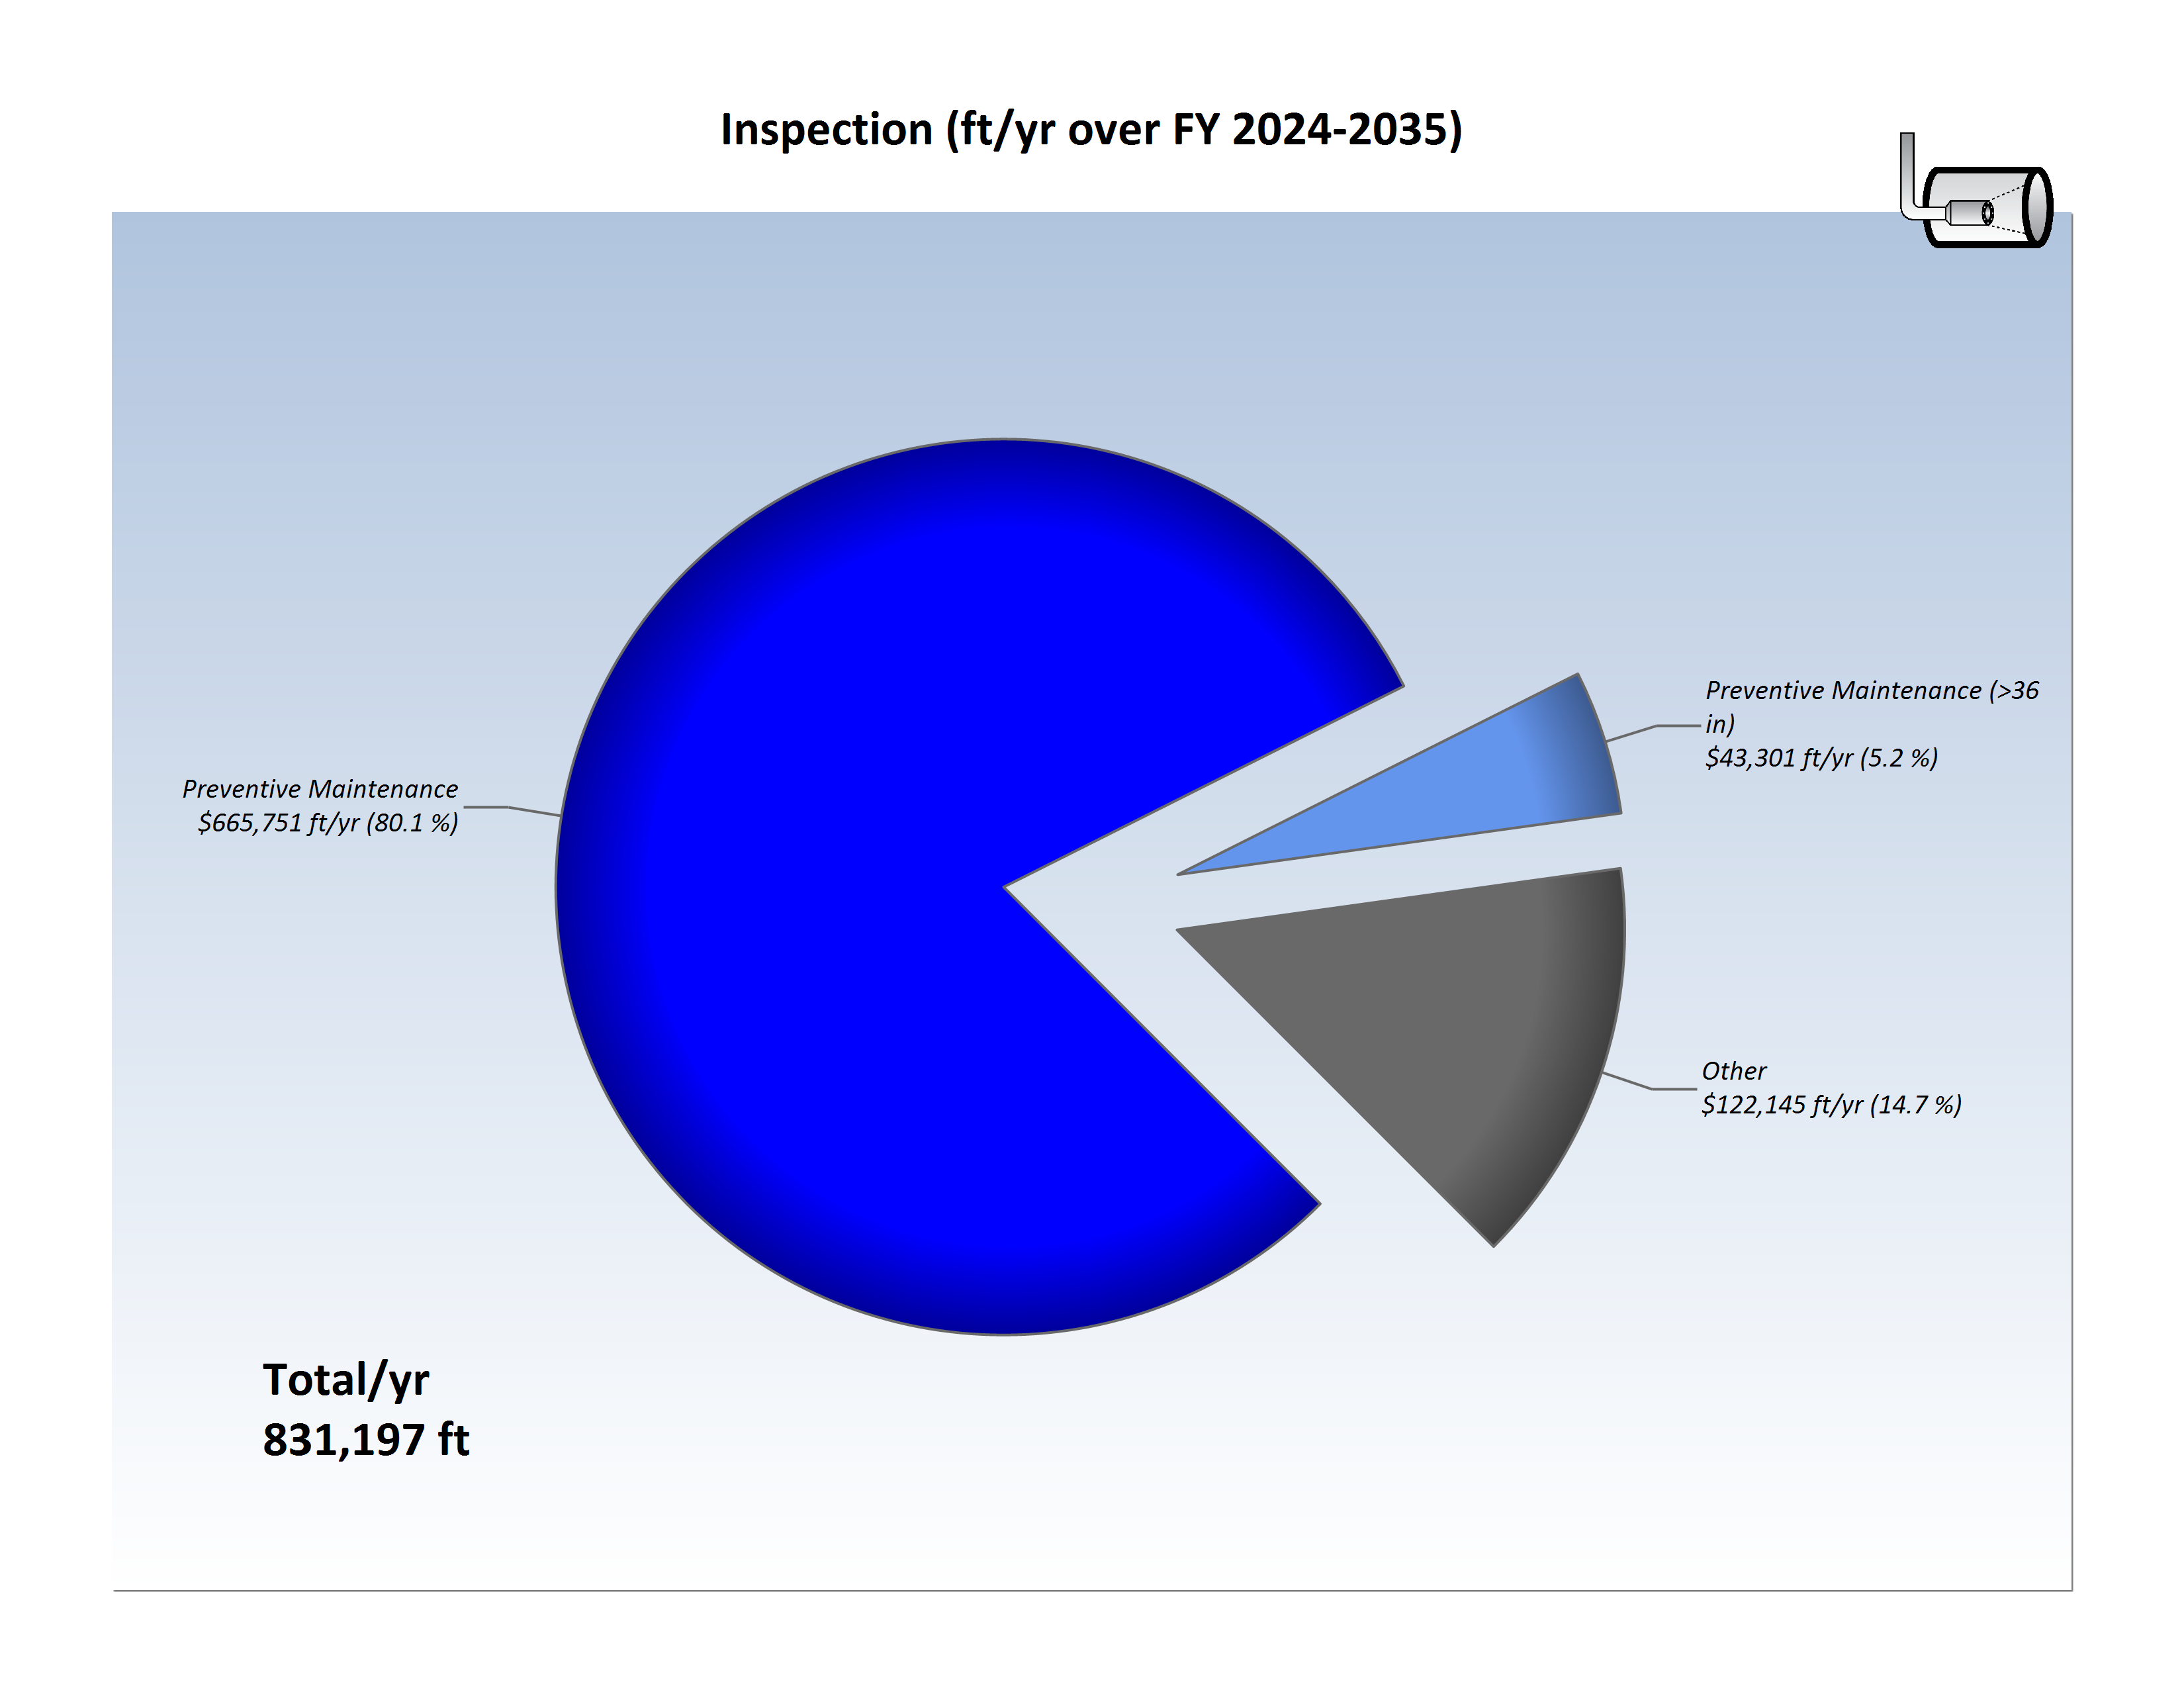 Inspection (ft/yr over FY 2024-2035)
Preventive Maintenance (>36
in)
$43,301 ft/yr (5.2 %)
Preventive Maintenance
$665,751 ft/yr (80.1 %)
Other
$122,145 ft/yr (14.7 %)
Total/yr
831,197 ft